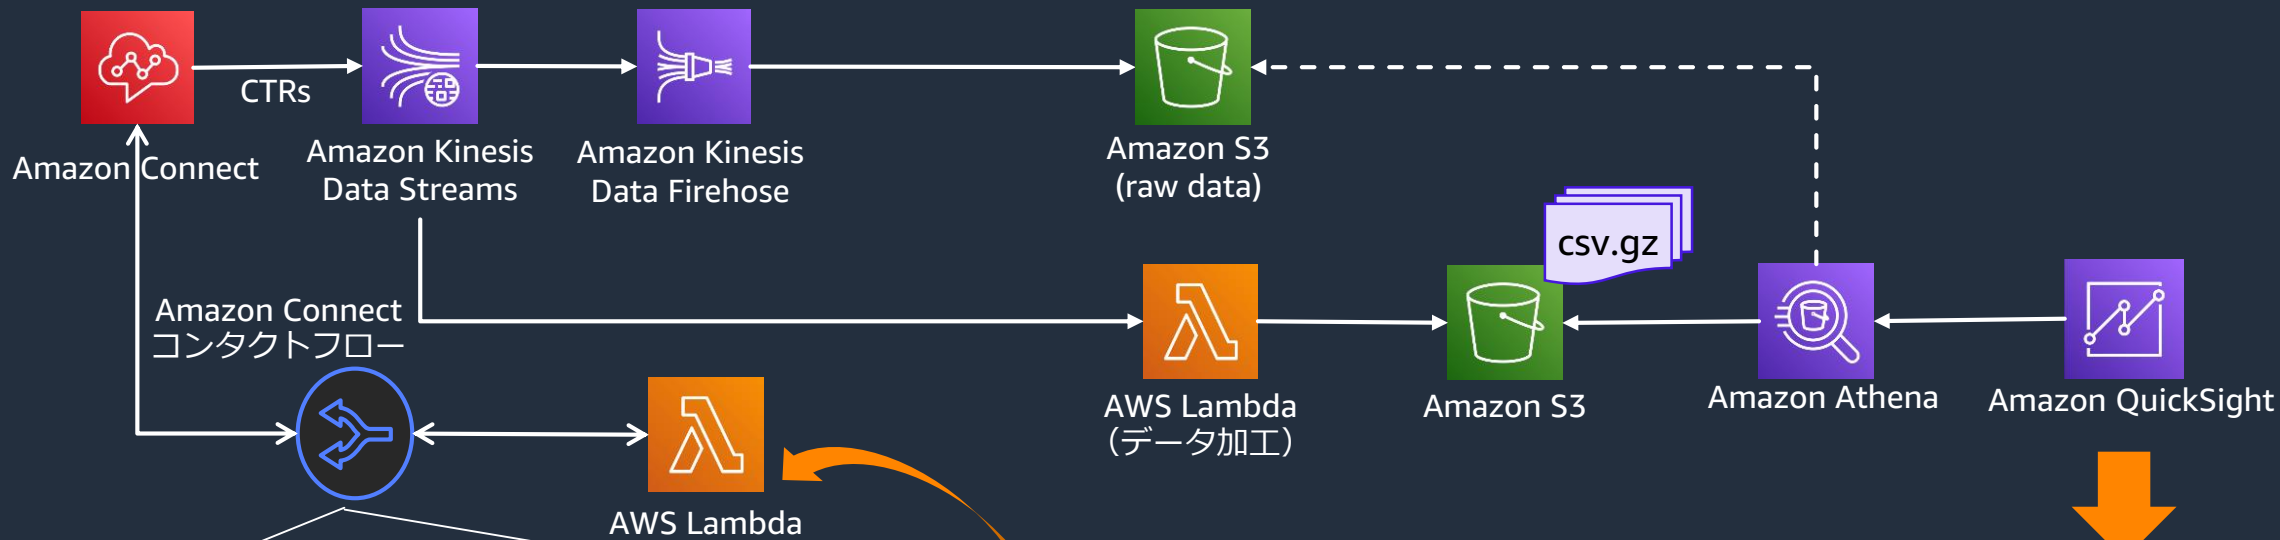 CTRs
Amazon Connect
Amazon Kinesis
Data Streams
Amazon Kinesis
Data Firehose
Amazon S3
(raw data)
csv.gz
Amazon Connect
コンタクトフロー
AWS Lambda
(データ加工)
Amazon S3
Amazon Athena
Amazon QuickSight
AWS Lambda